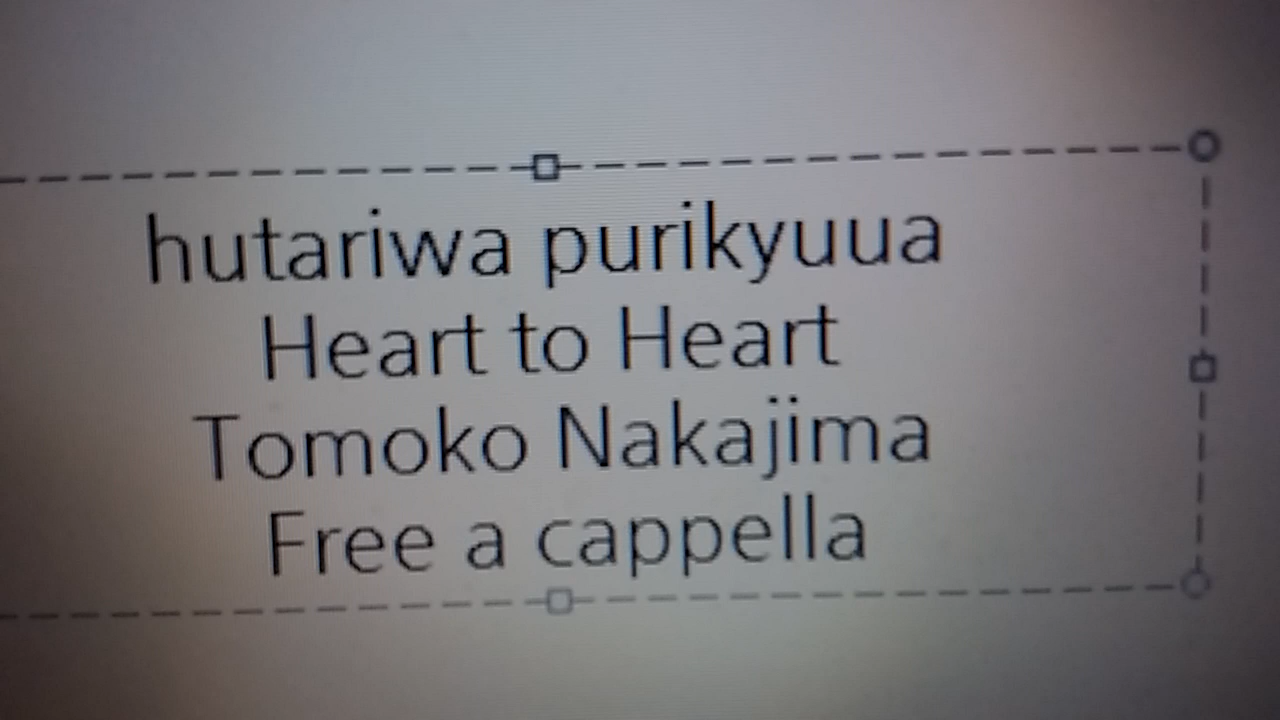 hutariwa purikyuua
Heart to Heart
Tomoko Nakajima
Free a cappella